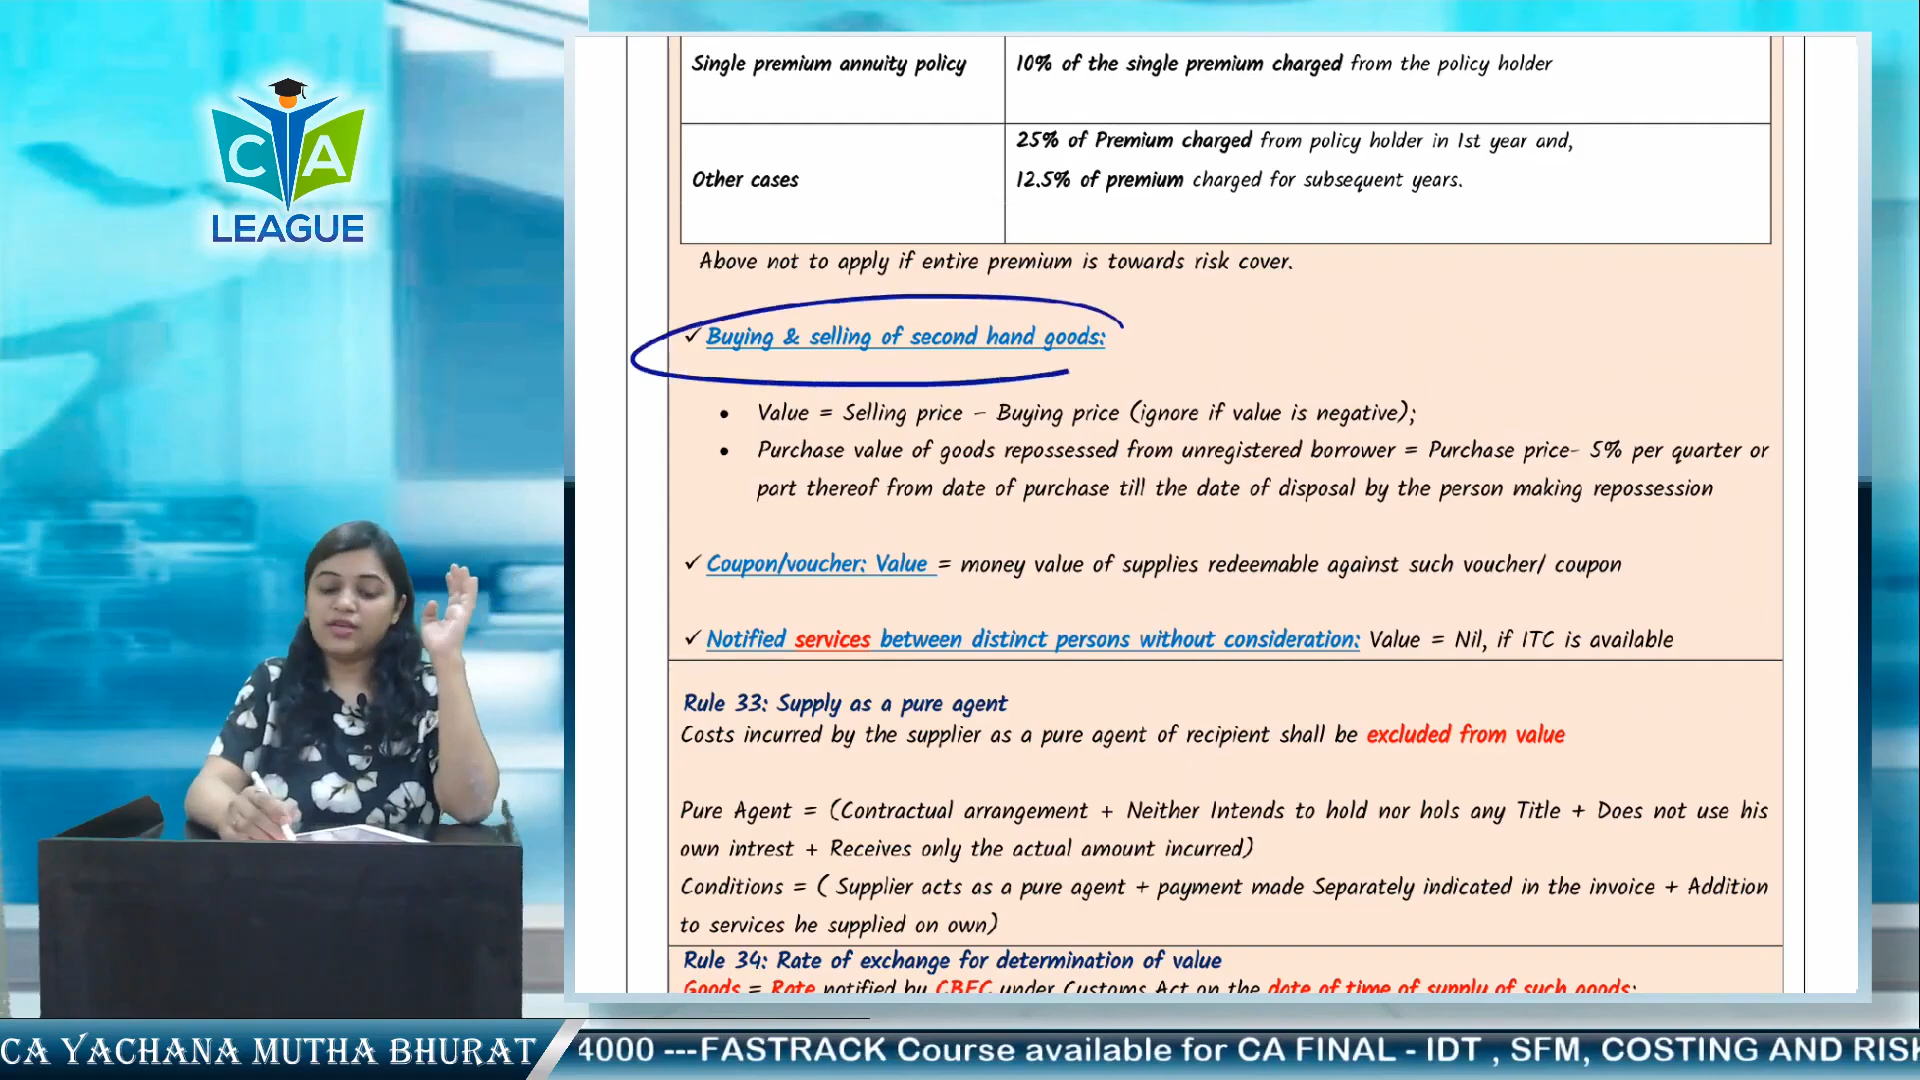 CA
LEAGUE
Single premium annuity policy
10% of the single premium charged from the policy holder
Other cases
25% of Premium charged from policy holder in 1st year and,
12.5% of premium charged for subsequent years.
Above not to apply if entire premium is towards risk cover.
✓ Buying & selling of second hand goods:
• Value = Selling price – Buying price (ignore if value is negative);
• Purchase value of goods repossessed from unregistered borrower = Purchase price- 5% per quarter or
part thereof from date of purchase till the date of disposal by the person making repossession
✓ Coupon/voucher: Value = money value of supplies redeemable against such voucher/ coupon
✓ Notified services between distinct persons without consideration: Value = Nil, if ITC is available
Rule 33: Supply as a pure agent
Costs incurred by the supplier as a pure agent of recipient shall be excluded from value
Pure Agent = (Contractual arrangement + Neither Intends to hold nor hols any Title + Does not use his
own intrest + Receives only the actual amount incurred)
Conditions = ( Supplier acts as a pure agent + payment made Separately indicated in the invoice + Addition
to services he supplied on own)
Rule 34: Rate of exchange for determination of value
Goods = Rate notified by CBEC under Customs Act on the date of time of supply of such goods;
CA YACHANA MUTHA BHURAT
4000 ---FASTRACK Course available for CA FINAL - IDT , SFM, COSTING AND RISK